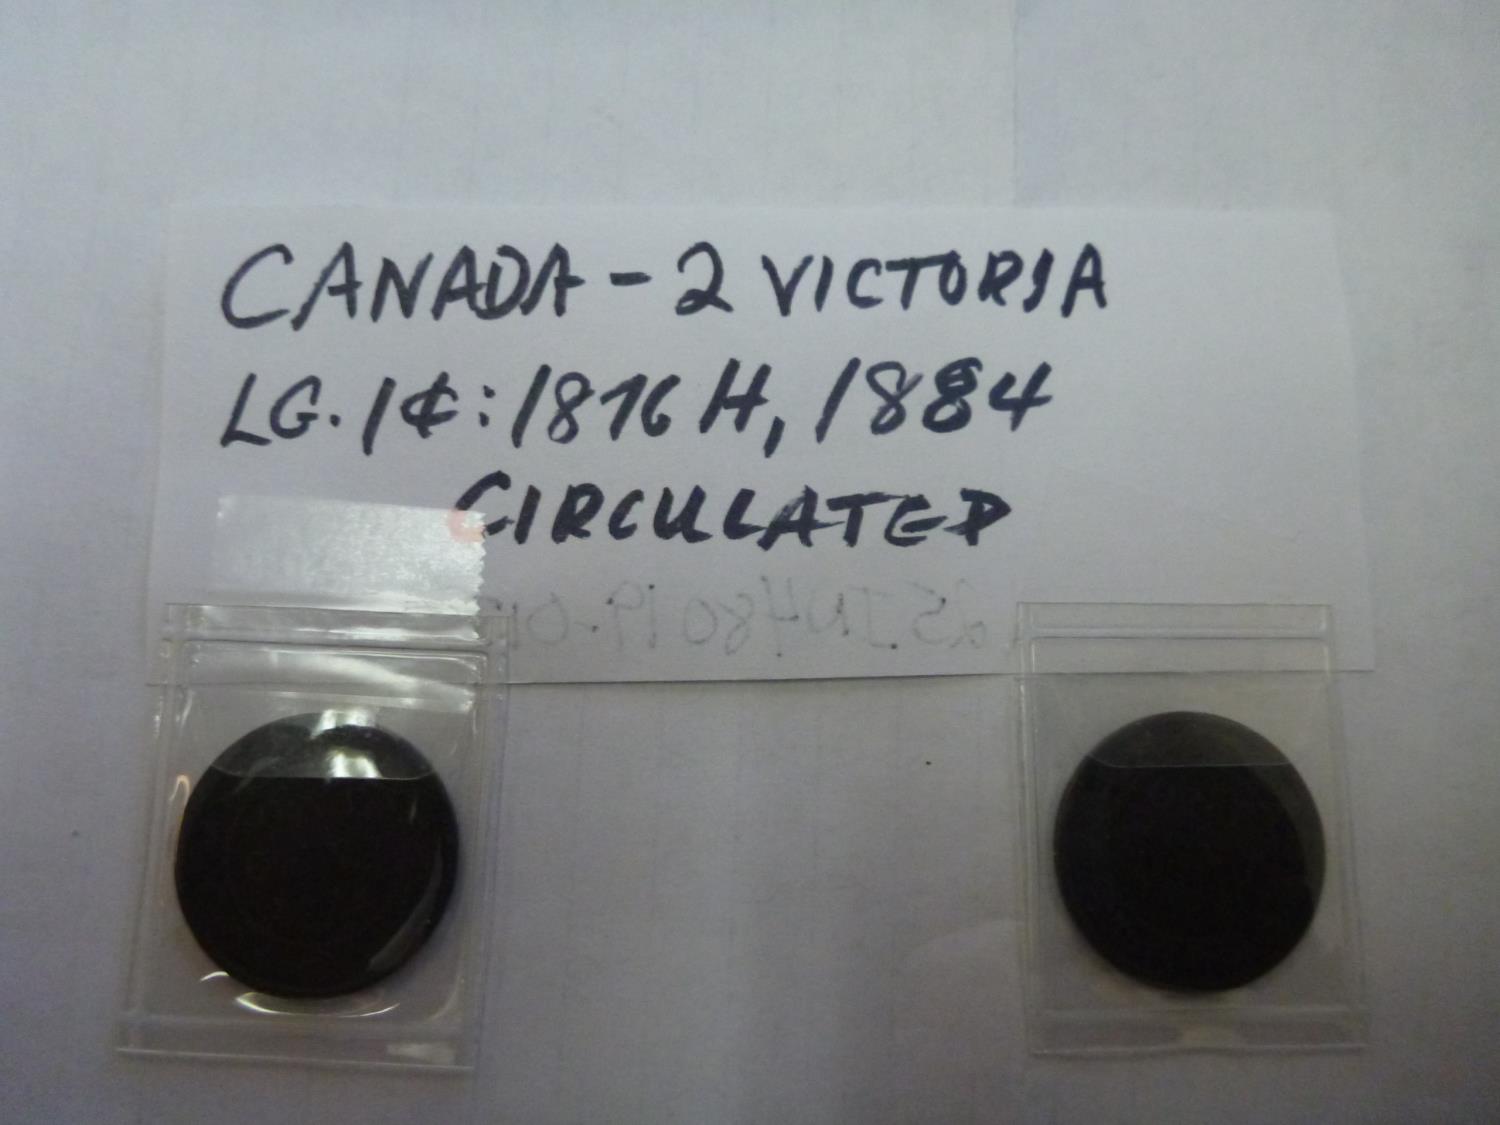 CANADA - 2 VICTORIA
LG. 1¢: 1876 H, 1884
CIRCULATED